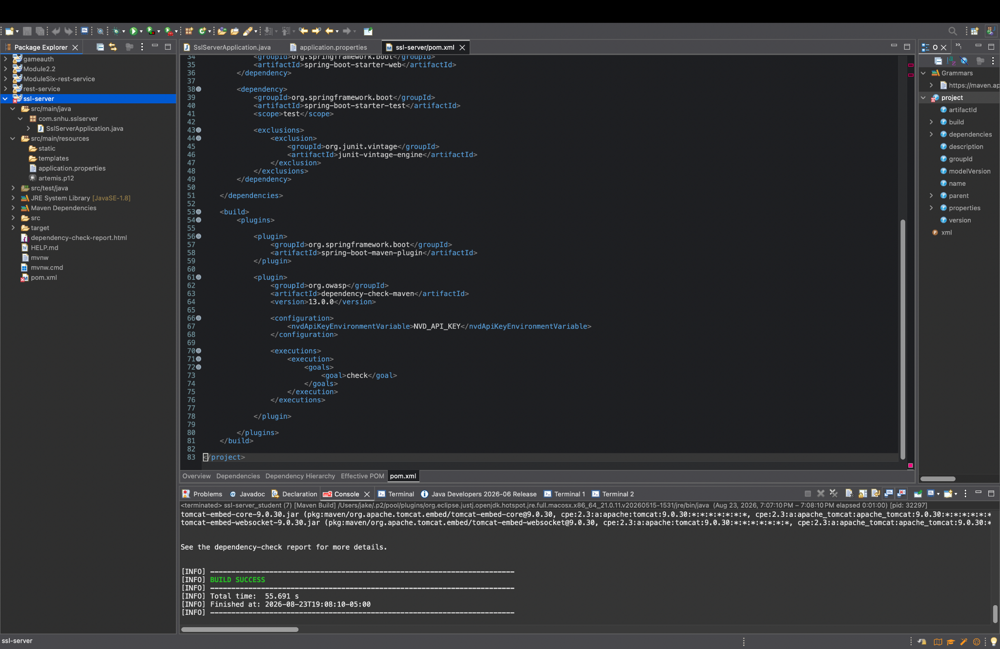 Package Explorer
gameauth
Module2.2
ModuleSix-rest-service
rest-service
ssl-server
src/main/java
com.snhu.sslserver
SslServerApplication.java
src/main/resources
static
templates
application.properties
artemis.p12
src/test/java
JRE System Library [JavaSE-1.8]
Maven Dependencies
src
target
dependency-check-report.html
HELP.md
mvnw
mvnw.cmd
pom.xml
SslServerApplication.java application.properties ssl-server/pom.xml
34 <groupId>org.springframework.boot</groupId>
35 <artifactId>spring-boot-starter-web</artifactId>
36 </dependency>
37
38 <dependency>
39 <groupId>org.springframework.boot</groupId>
40 <artifactId>spring-boot-starter-test</artifactId>
41 <scope>test</scope>
42
43 <exclusions>
44 <exclusion>
45 <groupId>org.junit.vintage</groupId>
46 <artifactId>junit-vintage-engine</artifactId>
47 </exclusion>
48 </exclusions>
49 </dependency>
50
51 </dependencies>
52
53 <build>
54 <plugins>
55
56 <plugin>
57 <groupId>org.springframework.boot</groupId>
58 <artifactId>spring-boot-maven-plugin</artifactId>
59 </plugin>
60
61 <plugin>
62 <groupId>org.owasp</groupId>
63 <artifactId>dependency-check-maven</artifactId>
64 <version>13.0.0</version>
65
66 <configuration>
67 <nvdApiKeyEnvironmentVariable>NVD_API_KEY</nvdApiKeyEnvironmentVariable>
68 </configuration>
69
70 <executions>
71 <execution>
72 <goals>
73 <goal>check</goal>
74 </goals>
75 </execution>
76 </executions>
77
78 </plugin>
79
80 </plugins>
81 </build>
82
83 </project>
Overview Dependencies Dependency Hierarchy Effective POM pom.xml
O
Grammars
https://maven.ap
project
artifactId
build
dependencies
description
groupId
modelVersion
name
parent
properties
version
xml
Problems Javadoc Declaration Console Terminal Java Developers 2026-06 Release Terminal 1 Terminal 2
<terminated> ssl-server_student (7) [Maven Build] /Users/jake/.p2/pool/plugins/org.eclipse.justj.openjdk.hotspot.jre.full.macosx.x86_64_21.0.11.v20260515-1531/jre/bin/java (Aug 23, 2026, 7:07:10 PM – 7:08:10 PM elapsed 0:01:00) [pid: 32297]
tomcat-embed-core-9.0.30.jar (pkg:maven/org.apache.tomcat.embed/tomcat-embed-core@9.0.30, cpe:2.3:a:apache:tomcat:9.0.30:*:*:*:*:*:*:*, cpe:2.3:a:apache_tomcat:apache_tomcat:9.0.30:*:*:*:*:*:*
tomcat-embed-websocket-9.0.30.jar (pkg:maven/org.apache.tomcat.embed/tomcat-embed-websocket@9.0.30, cpe:2.3:a:apache:tomcat:9.0.30:*:*:*:*:*:*:*, cpe:2.3:a:apache_tomcat:apache_tomcat:9.0.30:*
See the dependency-check report for more details.
[INFO] ------------------------------------------------------------------------
[INFO] BUILD SUCCESS
[INFO] ------------------------------------------------------------------------
[INFO] Total time:  55.691 s
[INFO] Finished at: 2026-08-23T19:08:10-05:00
[INFO] ------------------------------------------------------------------------
ssl-server